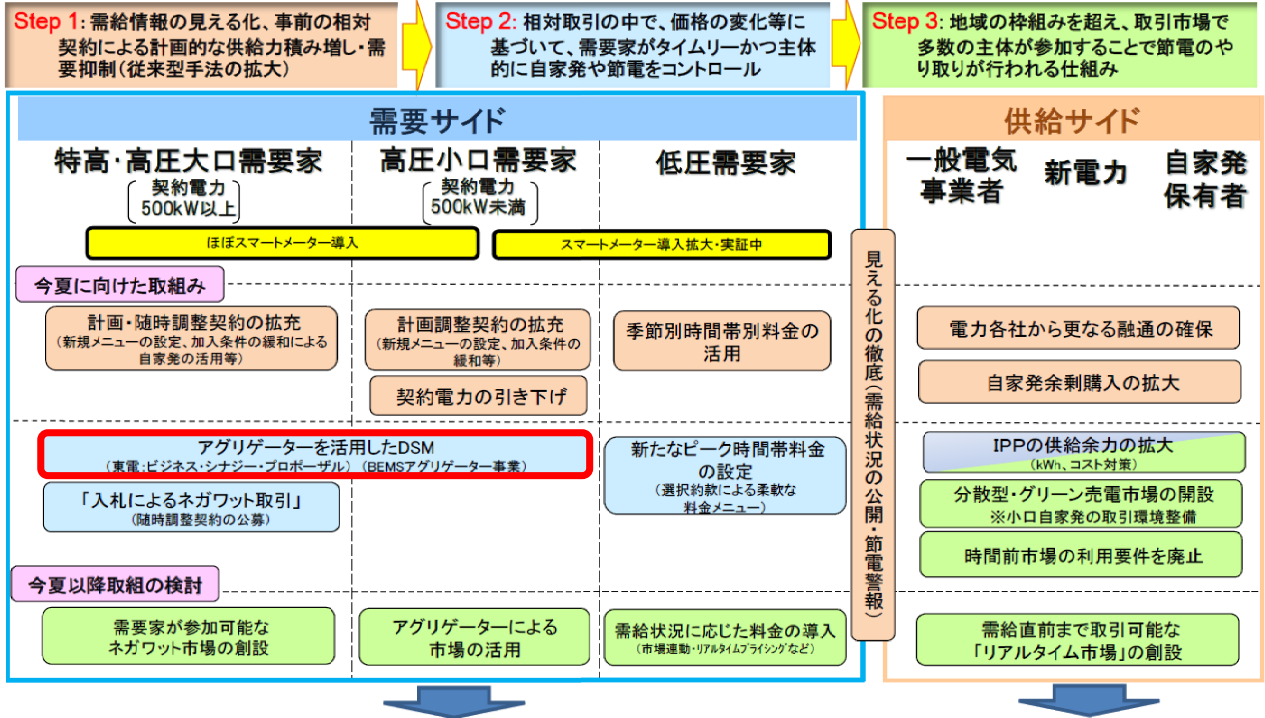 Step 1: 需給情報の見える化、事前の相対
契約による計画的な供給力積み増し・需
要抑制(従来型手法の拡大)
Step 2: 相対取引の中で、価格の変化等に
基づいて、需要家がタイムリーかつ主体
的に自家発や節電をコントロール
Step 3: 地域の枠組みを超え、取引市場で
多数の主体が参加することで節電のや
り取りが行われる仕組み
需要サイド
供給サイド
特高・高圧大口需要家
契約電力
500kW以上
高圧小口需要家
契約電力
500kW未満
低圧需要家
一般電気
事業者
新電力
自家発
保有者
ほぼスマートメーター導入
スマートメーター導入拡大・実証中
見える化の徹底(需給状況の公開・節電警報)
今夏に向けた取組み
計画・随時調整契約の拡充
(新規メニューの設定、加入条件の緩和による
自家発の活用等)
計画調整契約の拡充
(新規メニューの設定、加入条件の
緩和等)
契約電力の引き下げ
季節別時間帯別料金の
活用
電力各社から更なる融通の確保
自家発余剰購入の拡大
アグリゲーターを活用したDSM
(東電:ビジネス・シナジー・プロポーザル) (BEMSアグリゲーター事業)
「入札によるネガワット取引」
(随時調整契約の公募)
新たなピーク時間帯料金
の設定
(選択約款による柔軟な
料金メニュー)
IPPの供給余力の拡大
(kWh、コスト対策)
分散型・グリーン売電市場の開設
※小口自家発の取引環境整備
時間前市場の利用要件を廃止
今夏以降取組の検討
需要家が参加可能な
ネガワット市場の創設
アグリゲーターによる
市場の活用
需給状況に応じた料金の導入
(市場連動・リアルタイムプライシングなど)
需給直前まで取引可能な
「リアルタイム市場」の創設